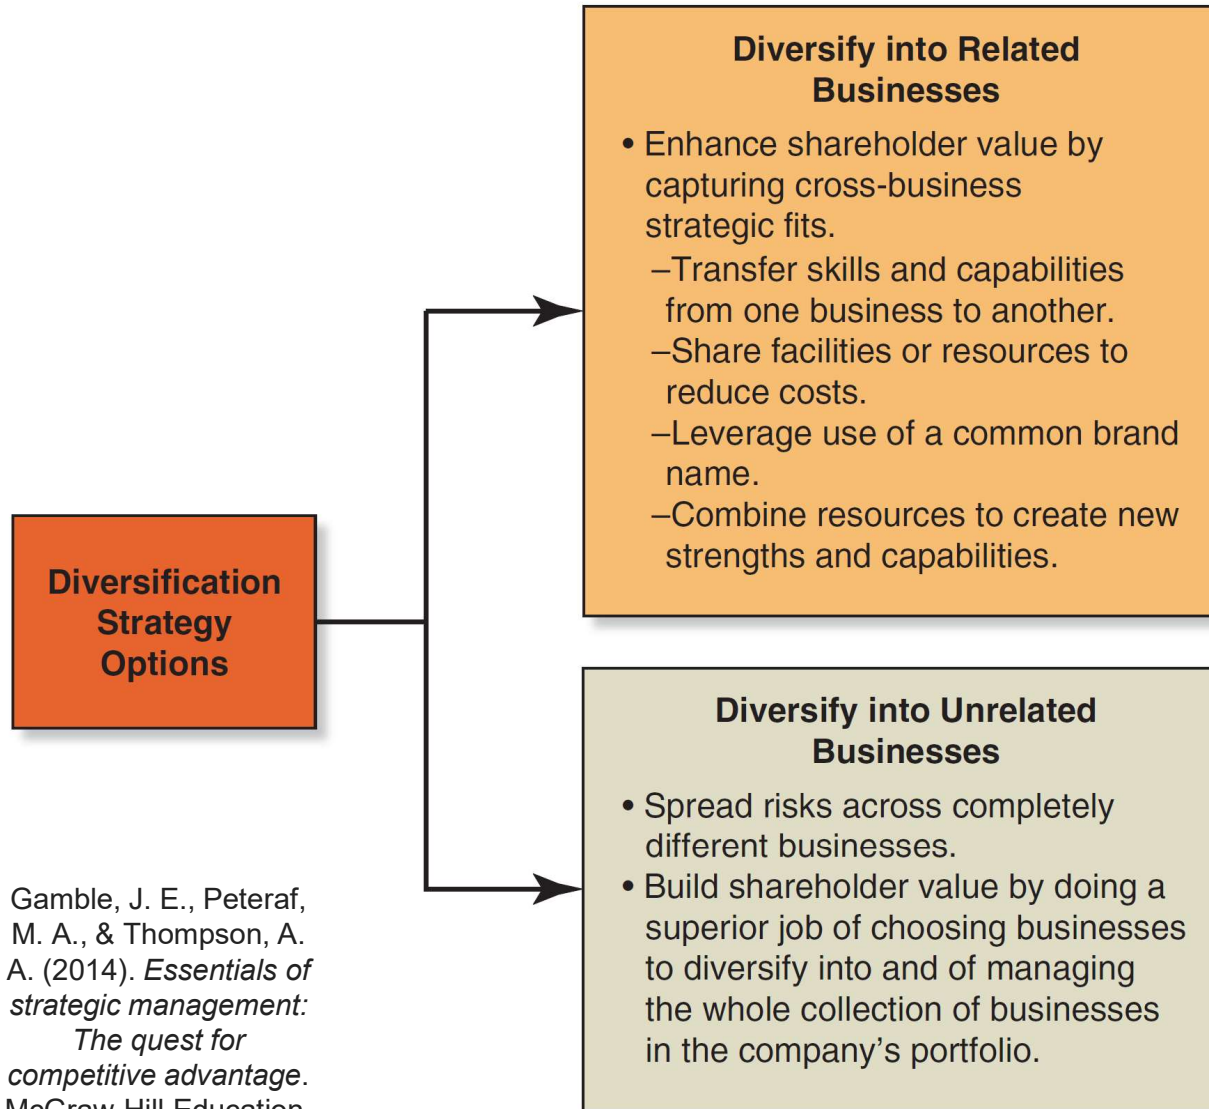 Diversify into Related
Businesses
• Enhance shareholder value by
capturing cross-business
strategic fits.
–Transfer skills and capabilities
from one business to another.
–Share facilities or resources to
reduce costs.
–Leverage use of a common brand
name.
–Combine resources to create new
strengths and capabilities.
Diversification
Strategy
Options
Diversify into Unrelated
Businesses
• Spread risks across completely
different businesses.
• Build shareholder value by doing a
superior job of choosing businesses
to diversify into and of managing
the whole collection of businesses
in the company’s portfolio.
Gamble, J. E., Peteraf,
M. A., & Thompson, A.
A. (2014). Essentials of
strategic management:
The quest for
competitive advantage.
McGraw-Hill Education.